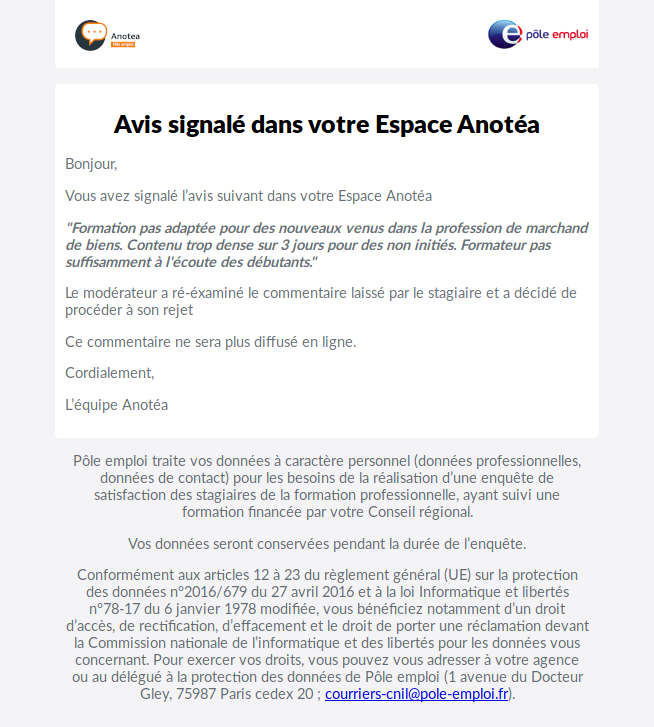 Anotea
Pôle emploi
pôle emploi
Avis signalé dans votre Espace Anotéa
Bonjour,
Vous avez signalé l'avis suivant dans votre Espace Anotéa
"Formation pas adaptée pour des nouveaux venus dans la profession de marchand
de biens. Contenu trop dense sur 3 jours pour des non initiés. Formateur pas
suffisamment à l'écoute des débutants."
Le modérateur a ré-éxaminé le commentaire laissé par le stagiaire et a décidé de
procéder à son rejet
Ce commentaire ne sera plus diffusé en ligne.
Cordialement,
L'équipe Anotéa
Pôle emploi traite vos données à caractère personnel (données professionnelles,
données de contact) pour les besoins de la réalisation d'une enquête de
satisfaction des stagiaires de la formation professionnelle, ayant suivi une
formation financée par votre Conseil régional.
Vos données seront conservées pendant la durée de l'enquête.
Conformément aux articles 12 à 23 du règlement général (UE) sur la protection
des données n°2016/679 du 27 avril 2016 et à la loi Informatique et libertés
n°78-17 du 6 janvier 1978 modifiée, vous bénéficiez notamment d'un droit
d'accès, de rectification, d'effacement et le droit de porter une réclamation devant
la Commission nationale de l'informatique et des libertés pour les données vous
concernant. Pour exercer vos droits, vous pouvez vous adresser à votre agence
ou au délégué à la protection des données de Pôle emploi (1 avenue du Docteur
Gley, 75987 Paris cedex 20 ; courriers-cnil@pole-emploi.fr).